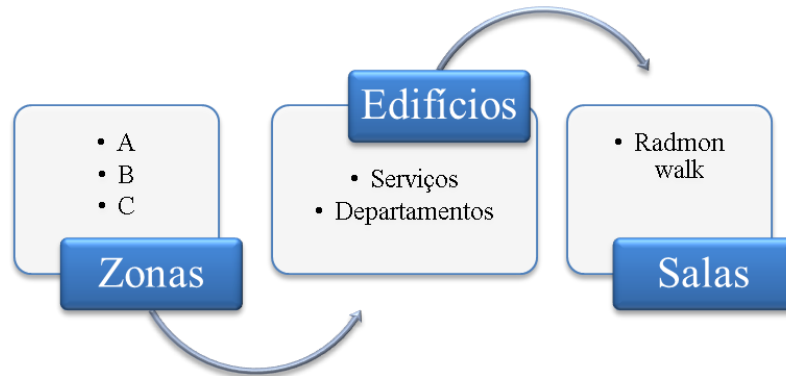 • A
• B
• C
Zonas
Edifícios
• Serviços
• Departamentos
• Radmon
walk
Salas